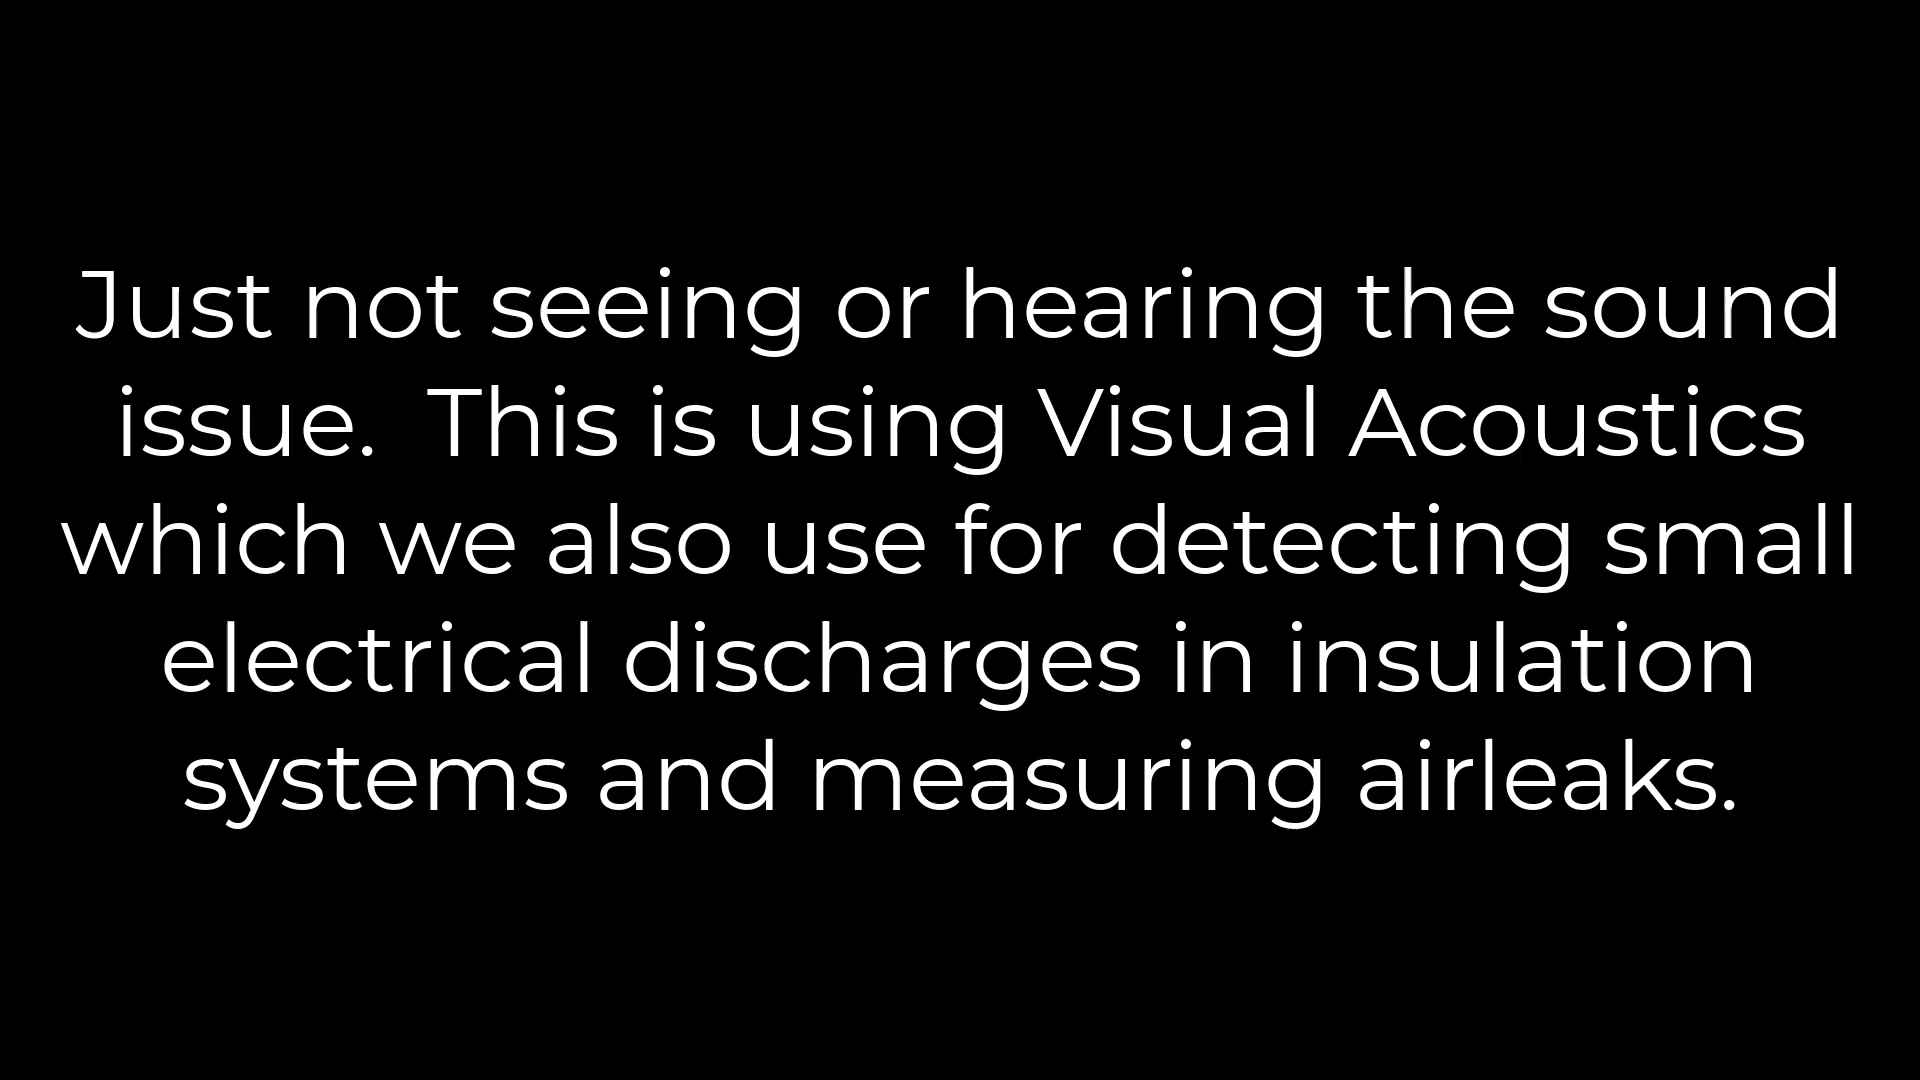 Just not seeing or hearing the sound
issue.  This is using Visual Acoustics
which we also use for detecting small
electrical discharges in insulation
systems and measuring airleaks.